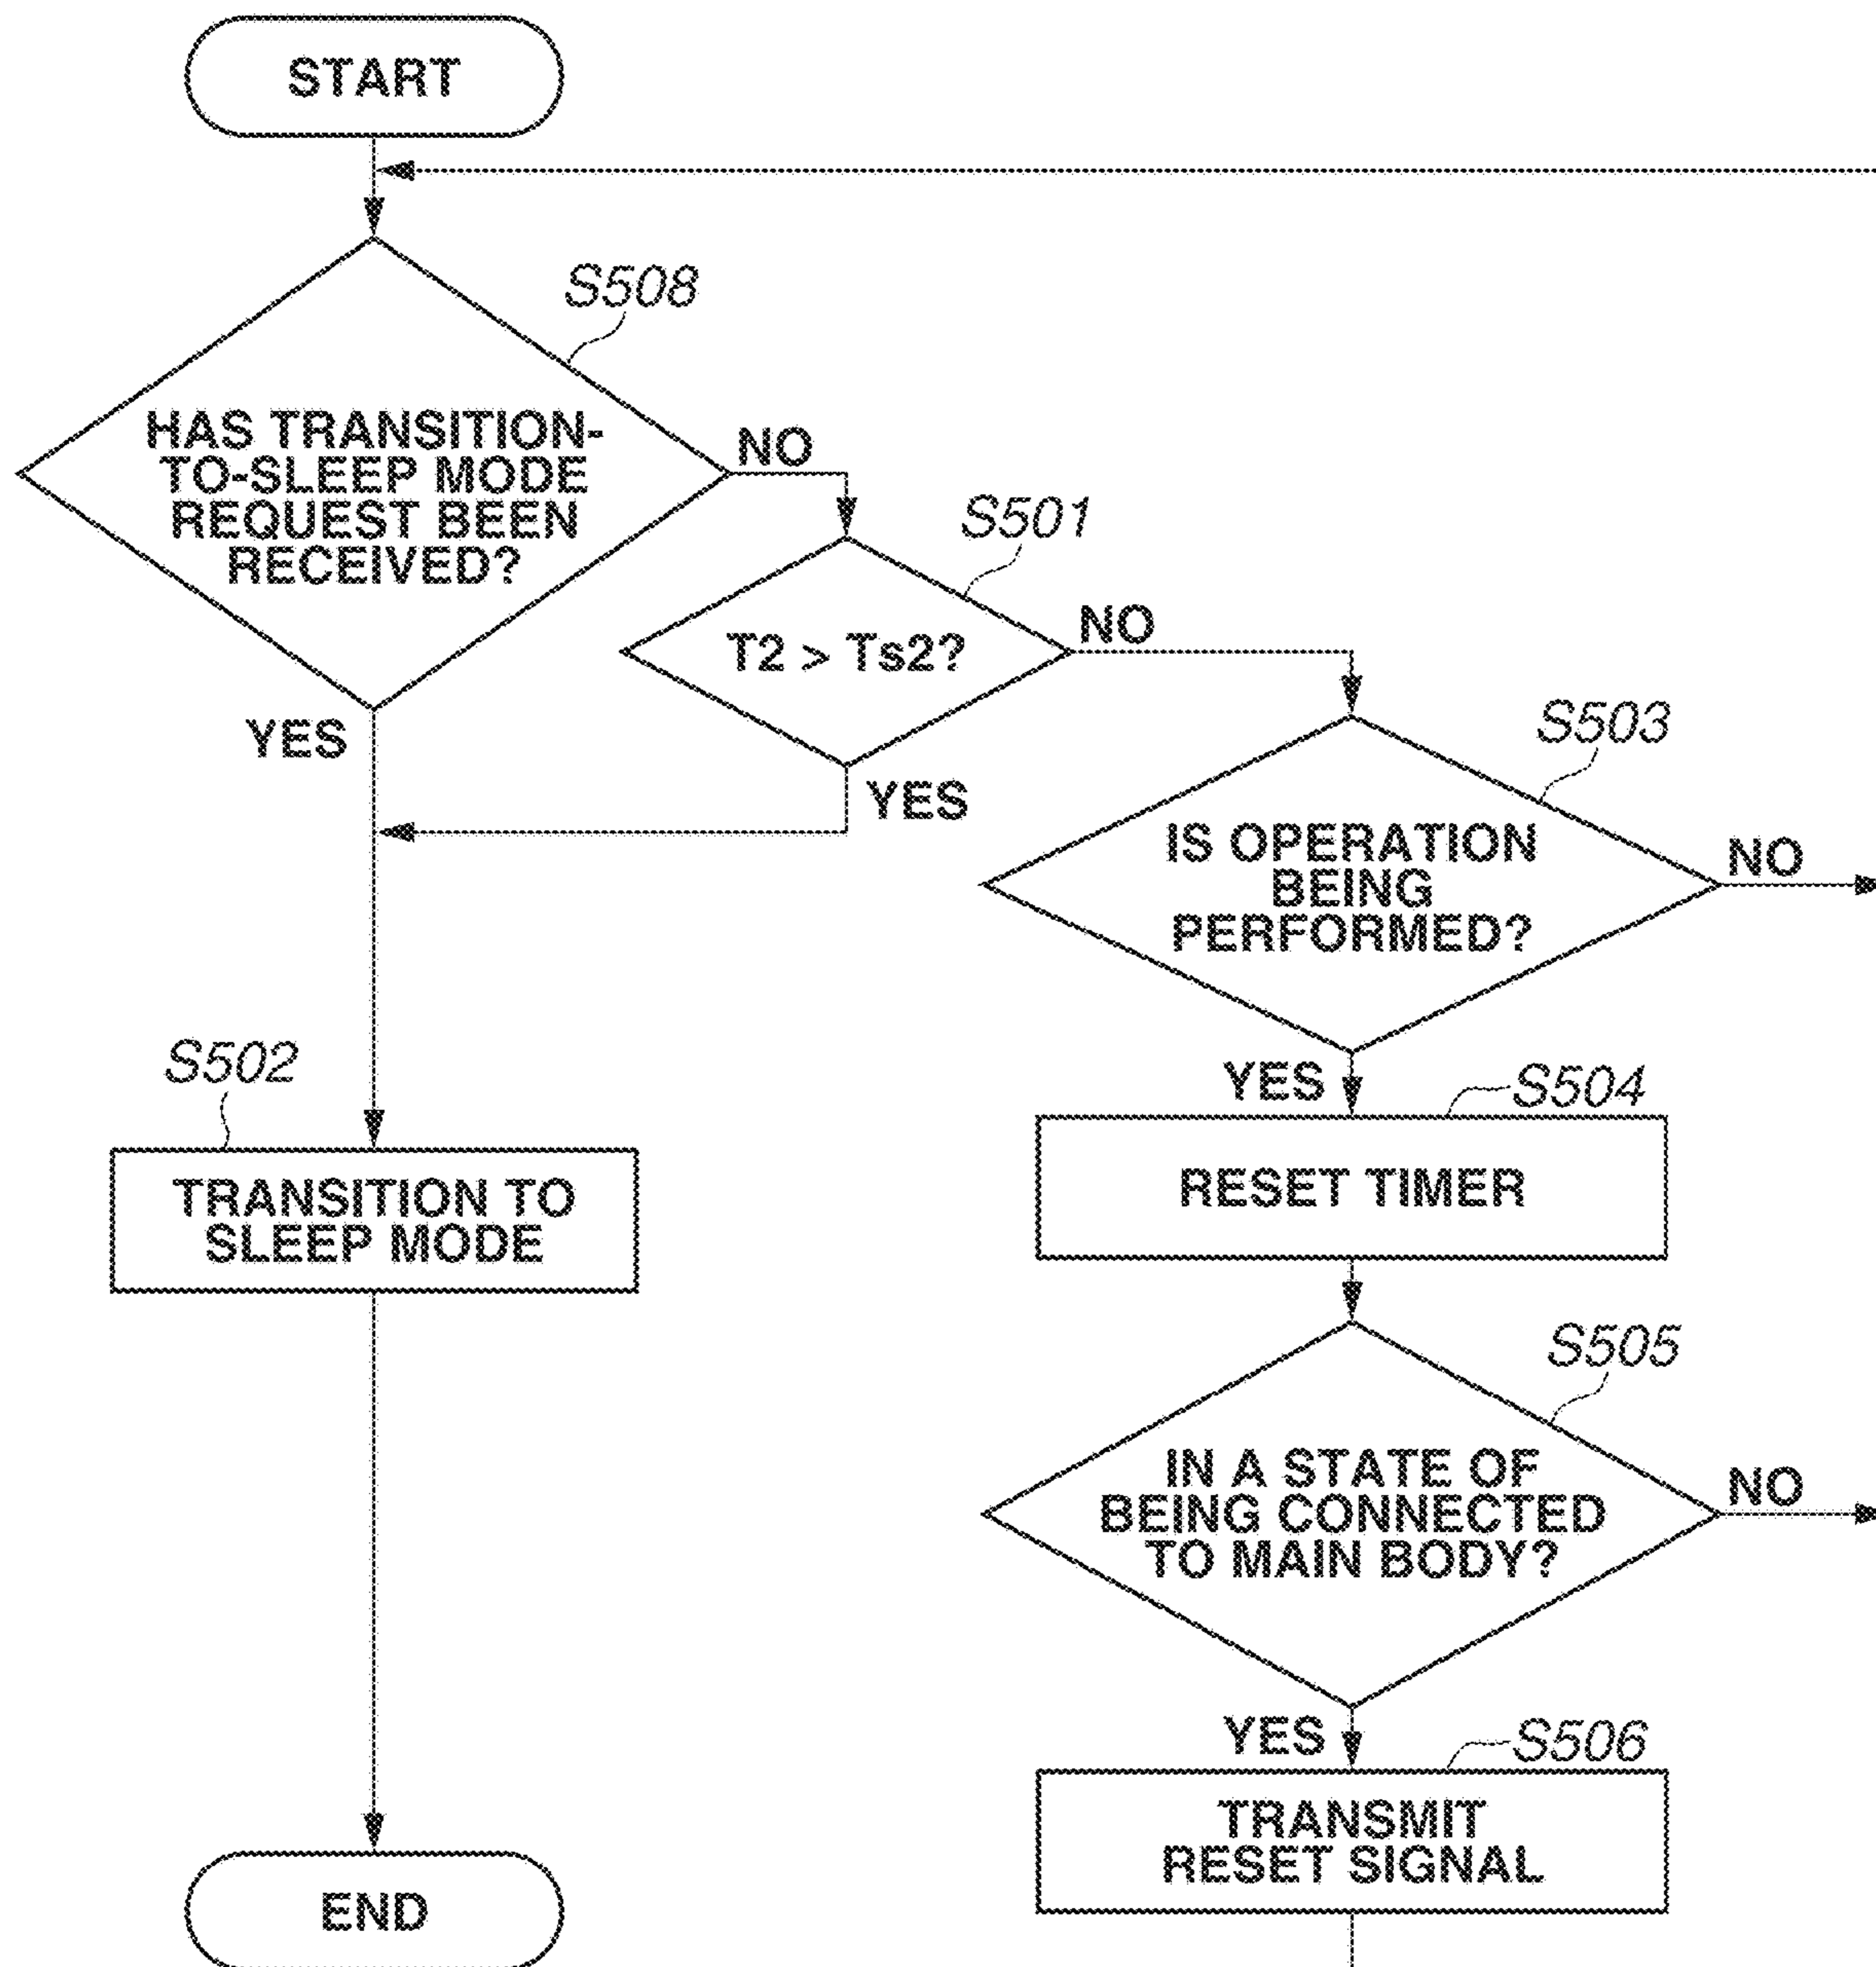 START
S508
HAS TRANSITION-
TO-SLEEP MODE
REQUEST BEEN
RECEIVED?
NO
YES
S501
T2 > Ts2?
NO
YES
S503
IS OPERATION
BEING
PERFORMED?
NO
YES
S502
TRANSITION TO
SLEEP MODE
S504
RESET TIMER
S505
IN A STATE OF
BEING CONNECTED
TO MAIN BODY?
NO
YES
S506
TRANSMIT
RESET SIGNAL
END